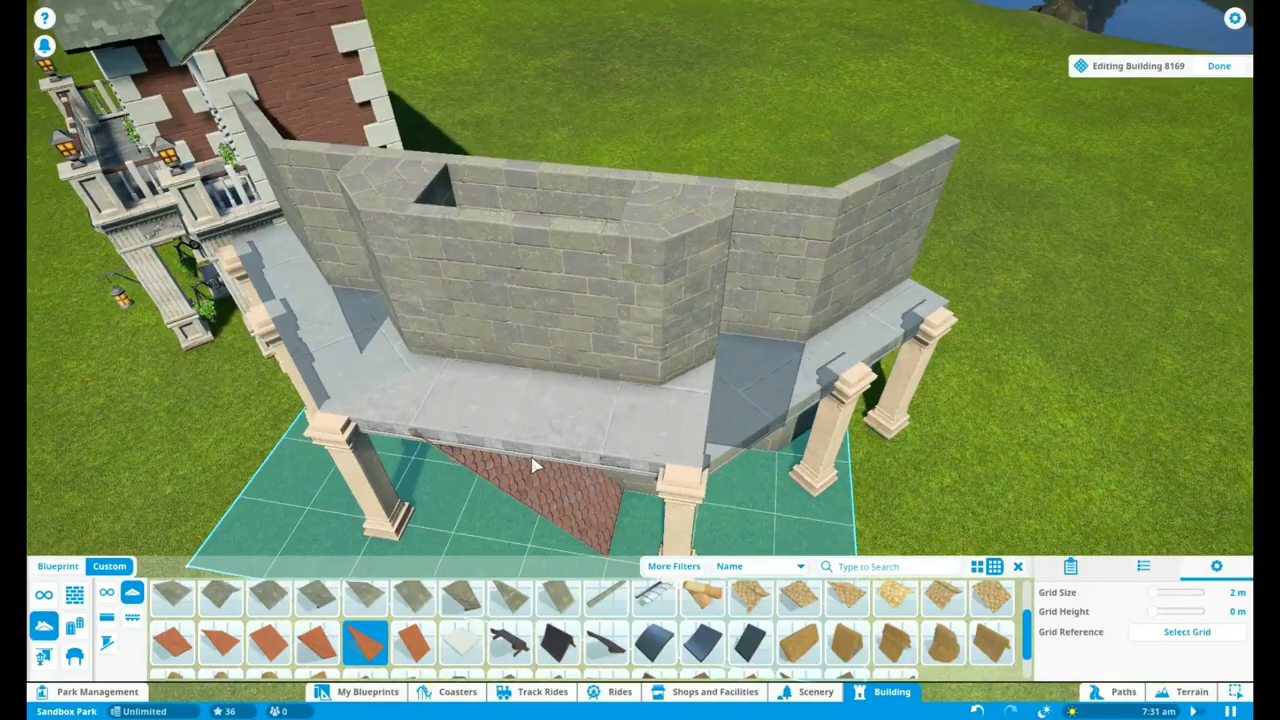 ?
Editing Building 8169 Done
Blueprint Custom More Filters Name Type to Search
Grid Size 2 m
Grid Height 0 m
Grid Reference Select Grid
Park Management My Blueprints Coasters Track Rides Rides Shops and Facilities Scenery Building Paths Terrain
Sandbox Park Unlimited 36 0 7:31 am